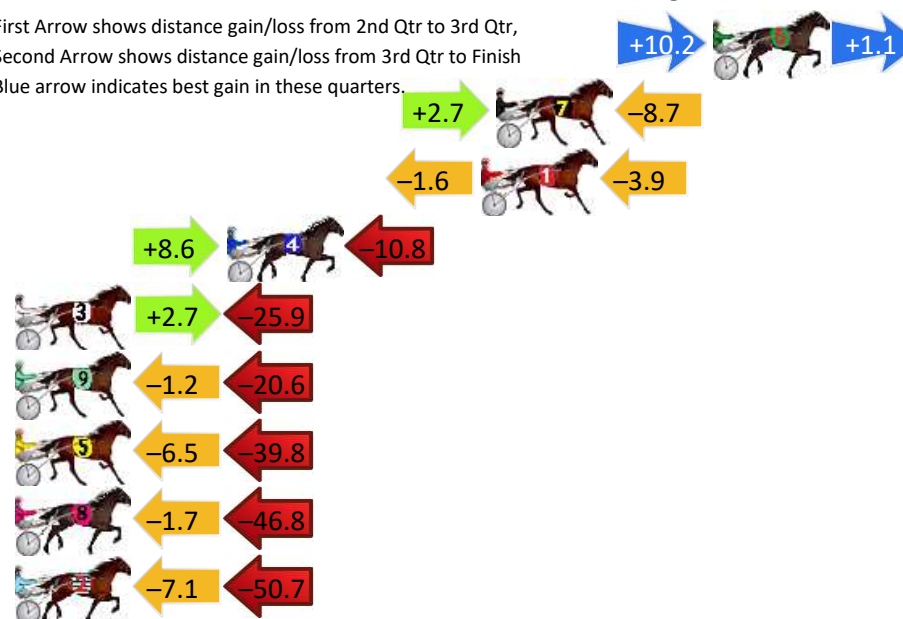 First Arrow shows distance gain/loss from 2nd Qtr to 3rd Qtr,
Second Arrow shows distance gain/loss from 3rd Qtr to Finish
Blue arrow indicates best gain in these quarters.
+10.2 6 +1.1
+2.7 7 –8.7
–1.6 1 –3.9
+8.6 4 –10.8
3 +2.7 –25.9
9 –1.2 –20.6
5 –6.5 –39.8
8 –1.7 –46.8
2 –7.1 –50.7